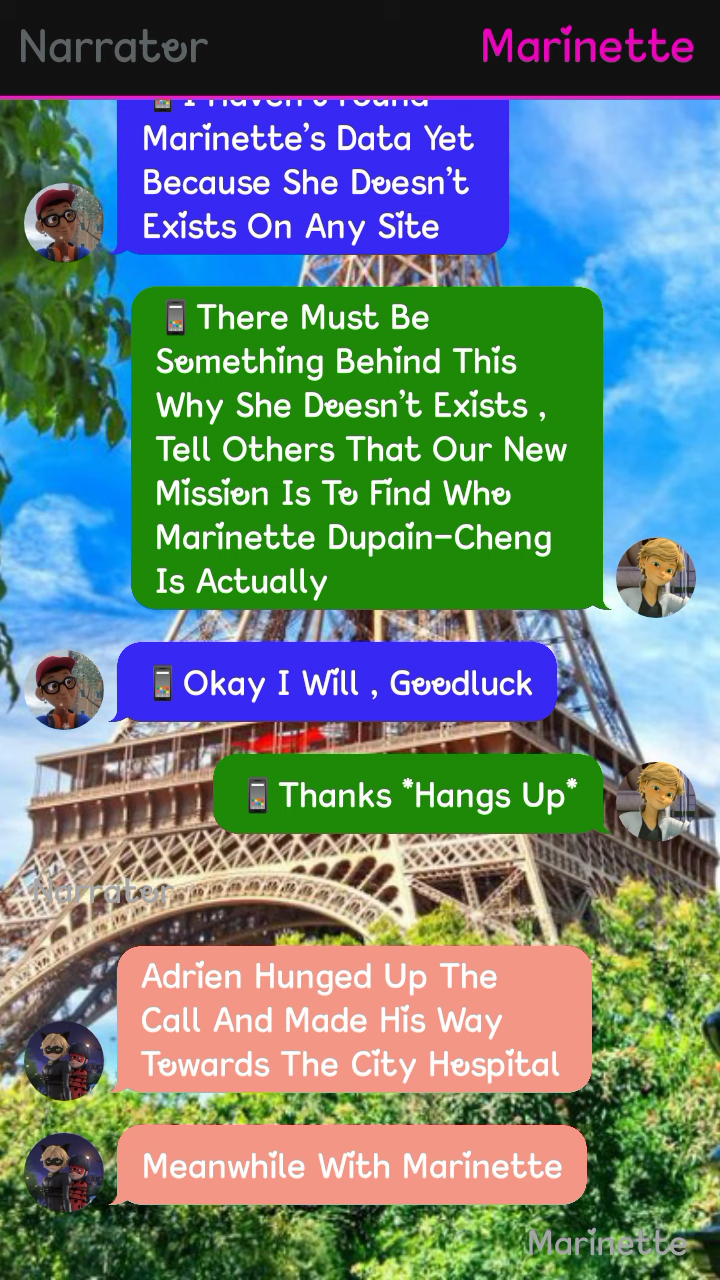 Narrator
Marinette
I Haven't Found
Marinette's Data Yet
Because She Doesn't
Exists On Any Site
There Must Be
Something Behind This
Why She Doesn't Exists ,
Tell Others That Our New
Mission Is To Find Who
Marinette Dupain-Cheng
Is Actually
Okay I Will , Goodluck
Thanks *Hangs Up*
Narrator
Adrien Hunged Up The
Call And Made His Way
Towards The City Hospital
Meanwhile With Marinette
Marinette